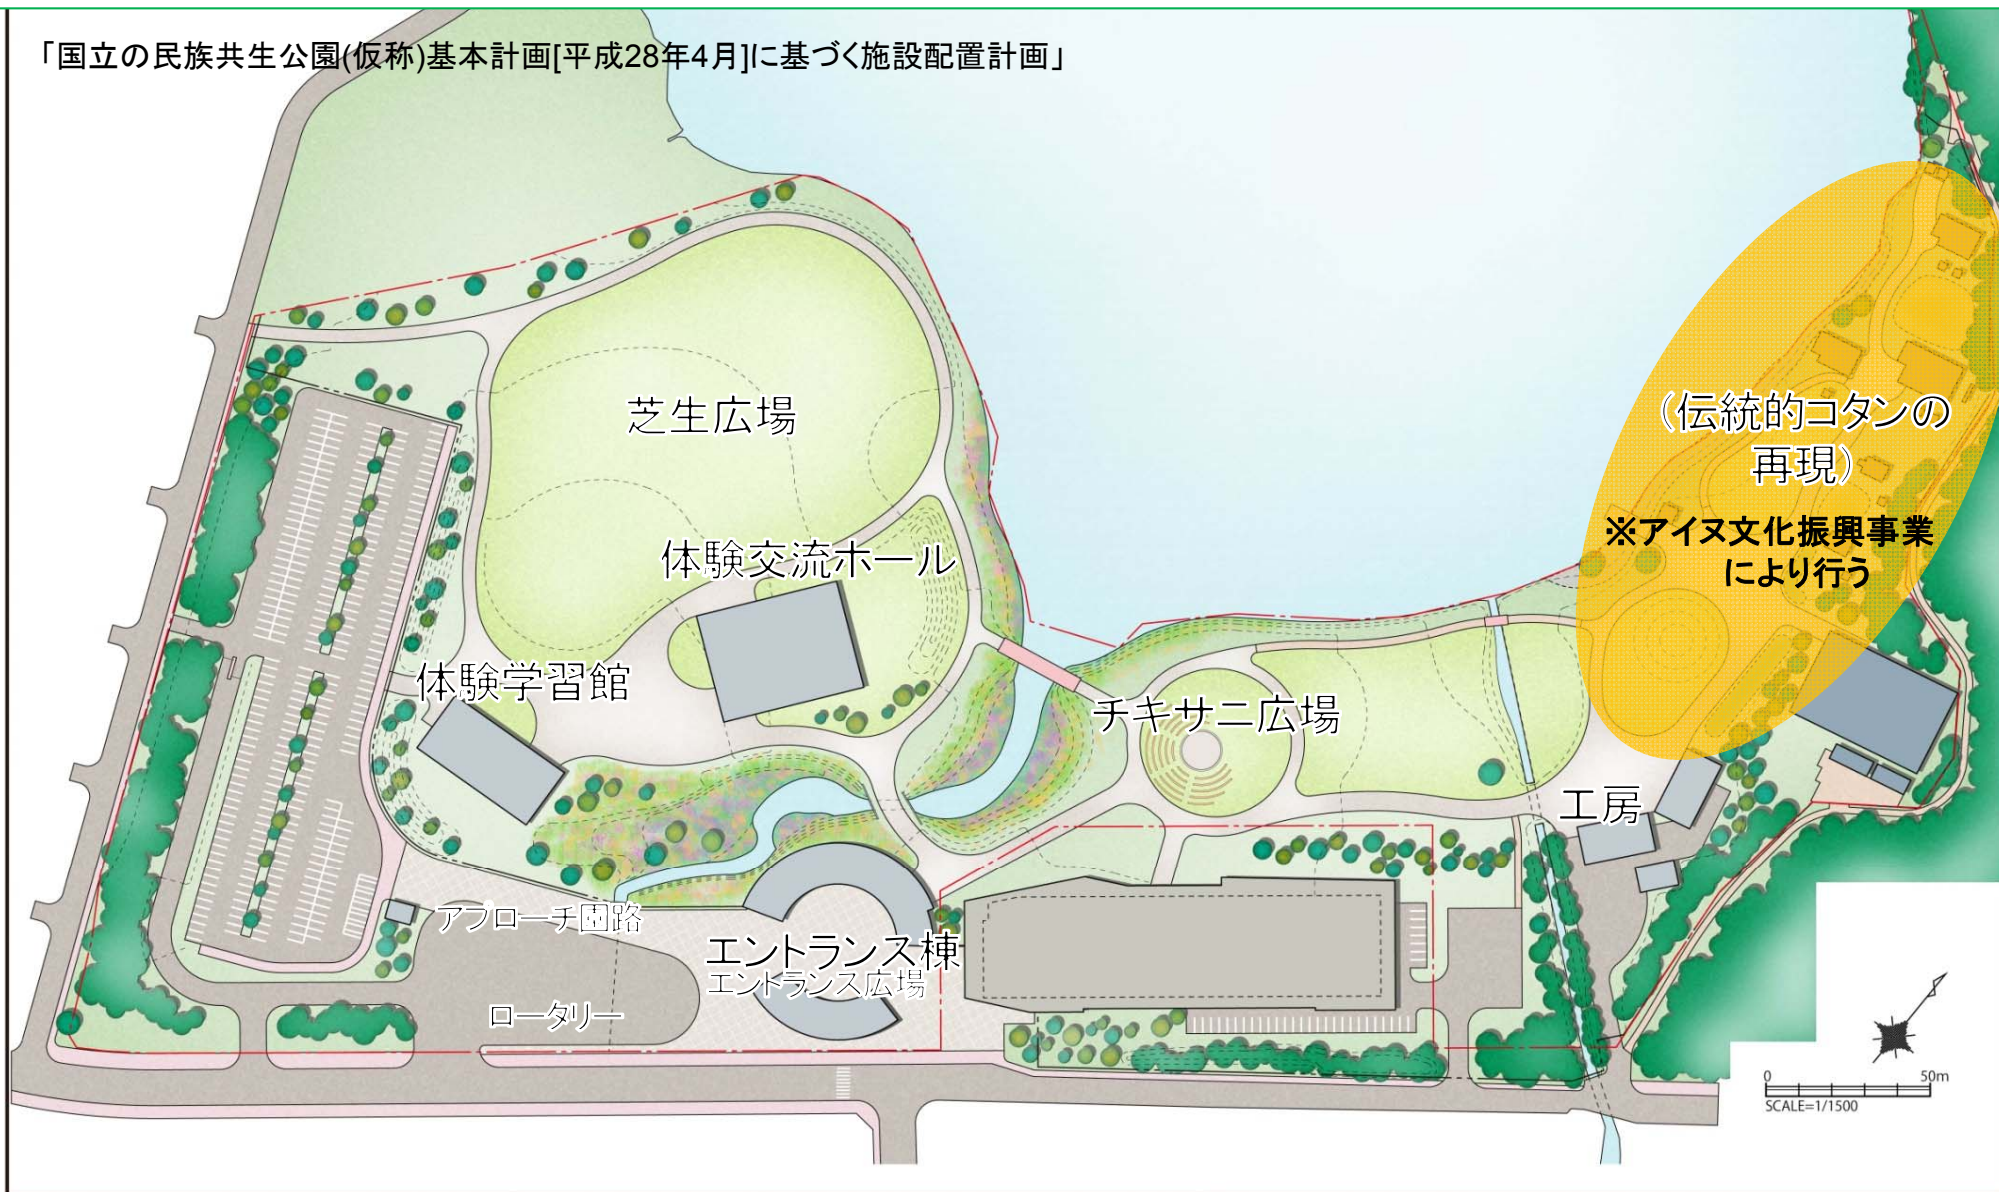 「国立の民族共生公園(仮称)基本計画[平成28年4月]に基づく施設配置計画」
芝生広場
(伝統的コタンの
再現)
※アイヌ文化振興事業
により行う
体験交流ホール
体験学習館
チキサニ広場
工房
アプローチ園路
エントランス棟
エントランス広場
ロータリー
0 50m
SCALE=1/1500